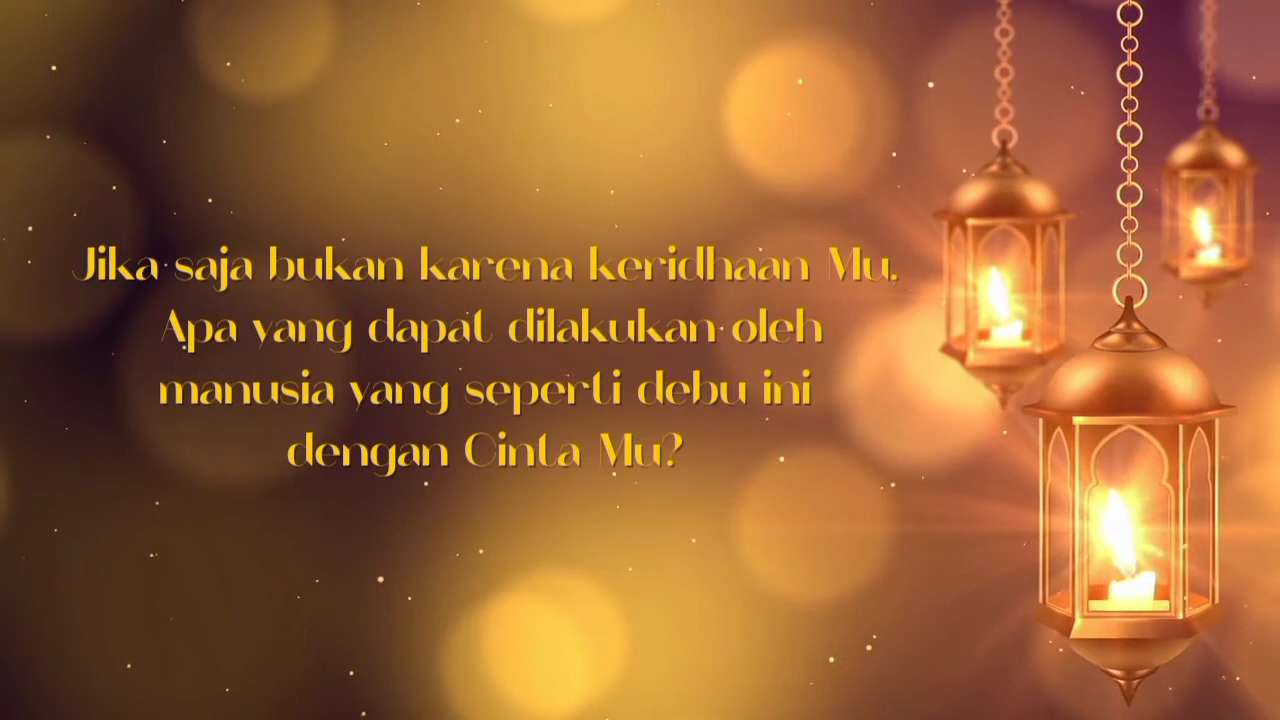 Jika saja bukan karena keridhaan Mu.
Apa yang dapat dilakukan oleh
manusia yang seperti debu ini
dengan Cinta Mu?